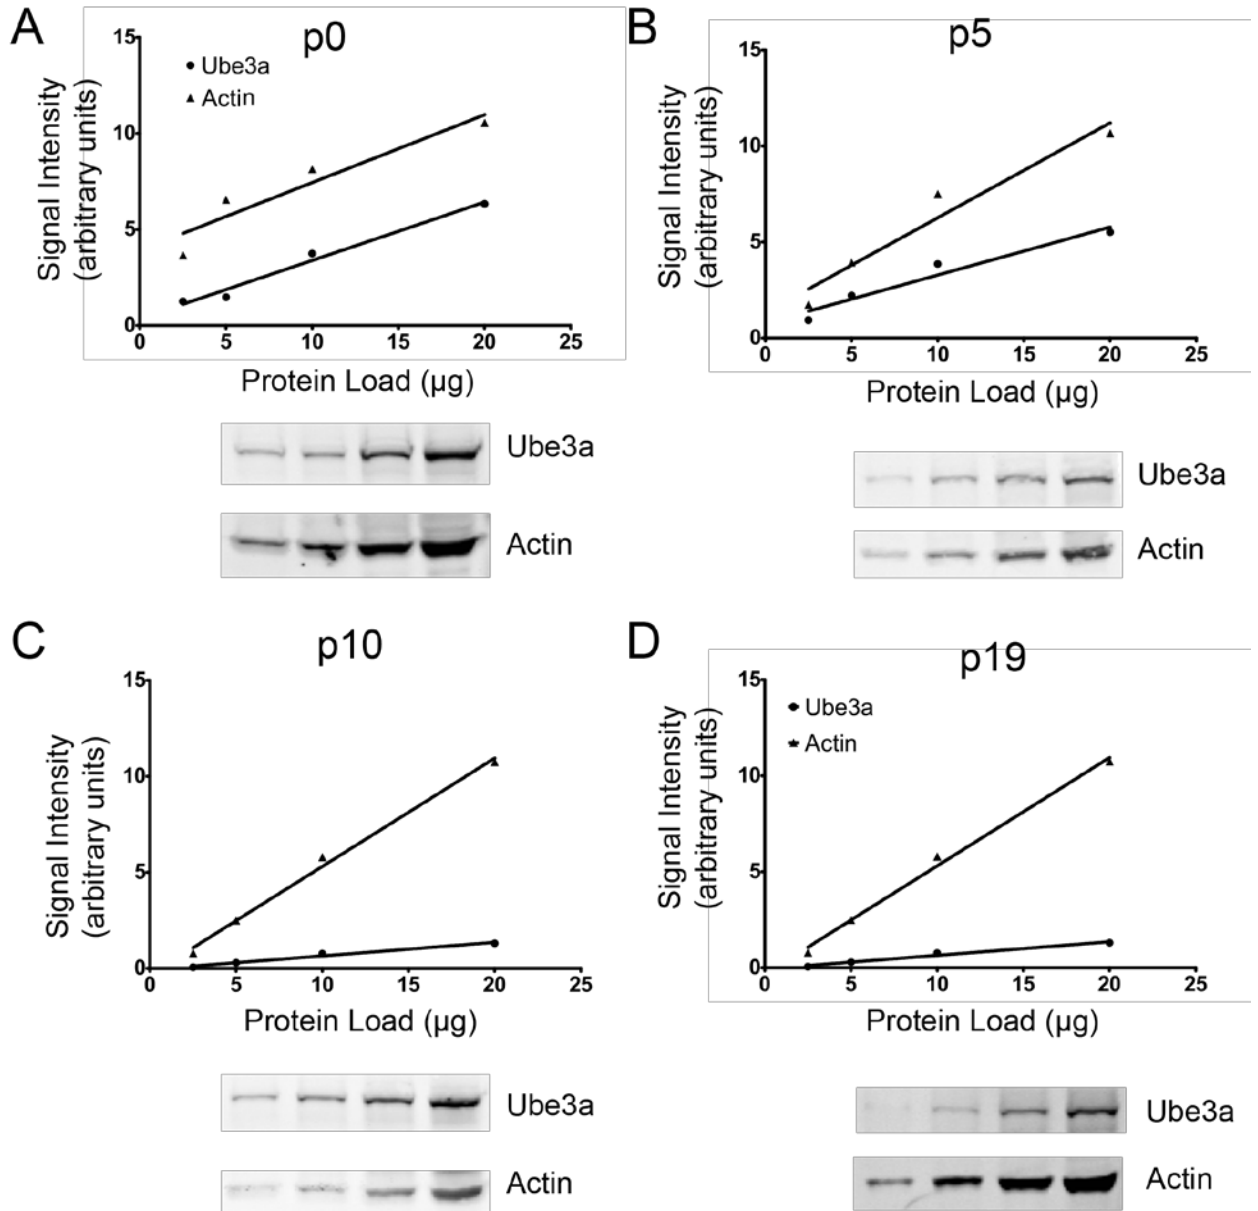 A
p0
Signal Intensity
(arbitrary units)
15
10
5
0
Ube3a
Actin
0 5 10 15 20 25
Protein Load (µg)
Ube3a
Actin
B
p5
Signal Intensity
(arbitrary units)
15
10
5
0
0 5 10 15 20 25
Protein Load (µg)
Ube3a
Actin
C
p10
Signal Intensity
(arbitrary units)
15
10
5
0
0 5 10 15 20 25
Protein Load (µg)
Ube3a
Actin
D
p19
Signal Intensity
(arbitrary units)
15
10
5
0
Ube3a
Actin
0 5 10 15 20 25
Protein Load (µg)
Ube3a
Actin